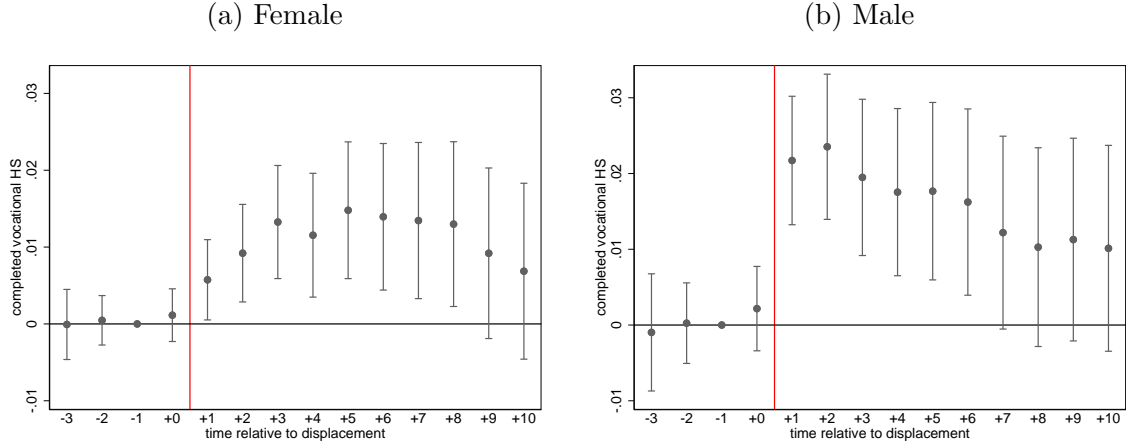 (a) Female
completed vocational HS
.03
.02
.01
0
-.01
-3 -2 -1 +0 +1 +2 +3 +4 +5 +6 +7 +8 +9 +10
time relative to displacement
(b) Male
completed vocational HS
.03
.02
.01
0
-.01
-3 -2 -1 +0 +1 +2 +3 +4 +5 +6 +7 +8 +9 +10
time relative to displacement